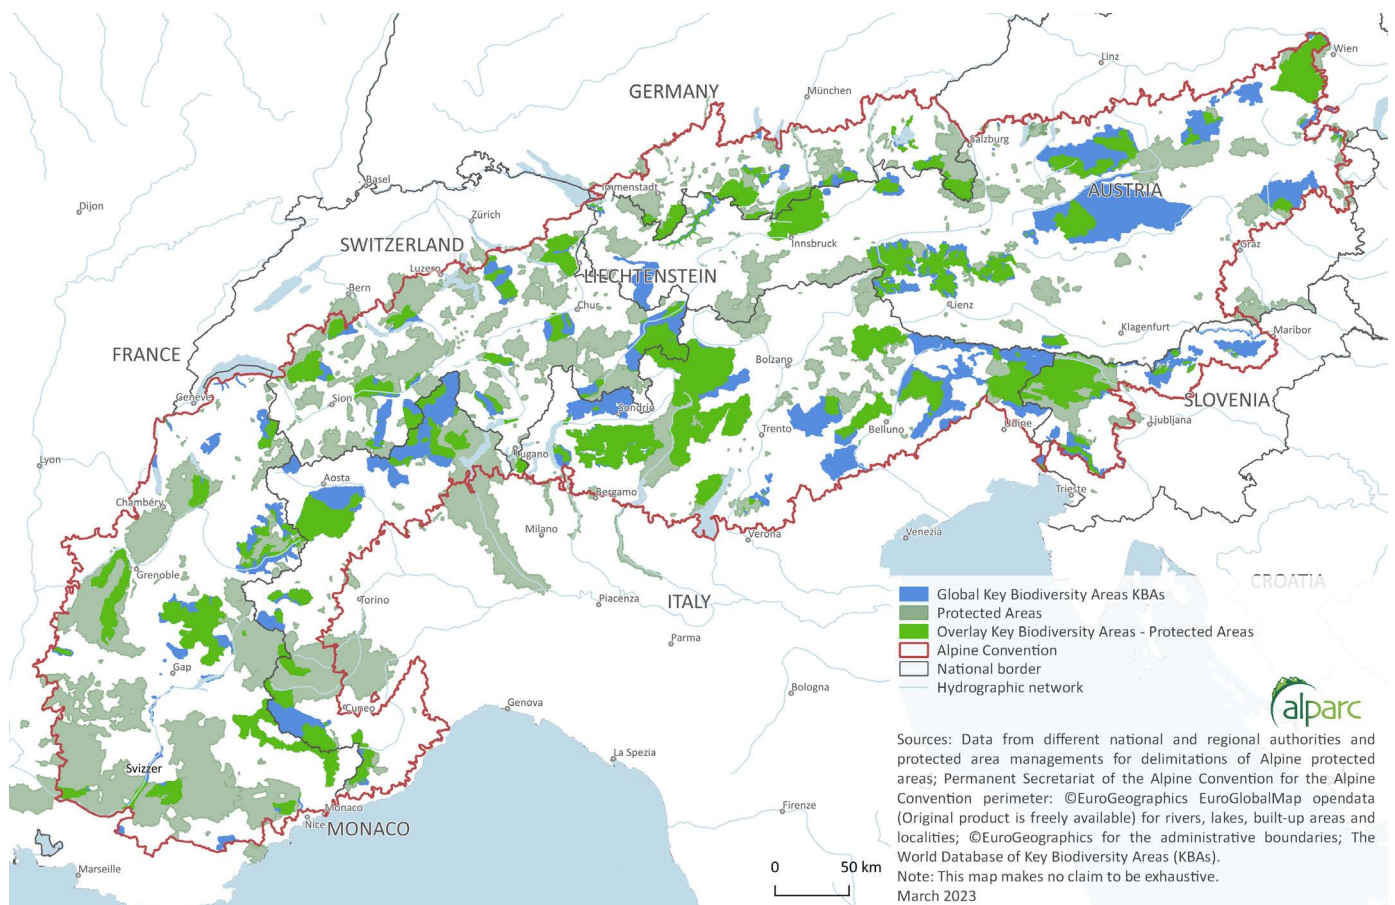 Linz
Wien
GERMANY
München
Salzburg
Basel
Immenstadt
Dijon
Zürich
AUSTRIA
SWITZERLAND
Innsbruck
Graz
Luzern
LIECHTENSTEIN
Bern
Chur
Lienz
Klagenfurt
Maribor
FRANCE
Bolzano
Genève
Sion
Sondrio
SLOVENIA
Trento
Belluno
Udine
Ljubljana
Lyon
Lugano
Aosta
Trieste
Chambéry
Bergamo
Milano
Verona
Venezia
Grenoble
CROATIA
Torino
Piacenza
ITALY
Parma
Gap
Bologna
Cuneo
Genova
La Spezia
Svizzer
Monaco
Nice
MONACO
Firenze
Marseille
Global Key Biodiversity Areas KBAs
Protected Areas
Overlay Key Biodiversity Areas - Protected Areas
Alpine Convention
National border
Hydrographic network
alparc
Sources: Data from different national and regional authorities and
protected area managements for delimitations of Alpine protected
areas; Permanent Secretariat of the Alpine Convention for the Alpine
Convention perimeter: ©EuroGeographics EuroGlobalMap opendata
(Original product is freely available) for rivers, lakes, built-up areas and
localities; ©EuroGeographics for the administrative boundaries; The
World Database of Key Biodiversity Areas (KBAs).
Note: This map makes no claim to be exhaustive.
March 2023
0 50 km